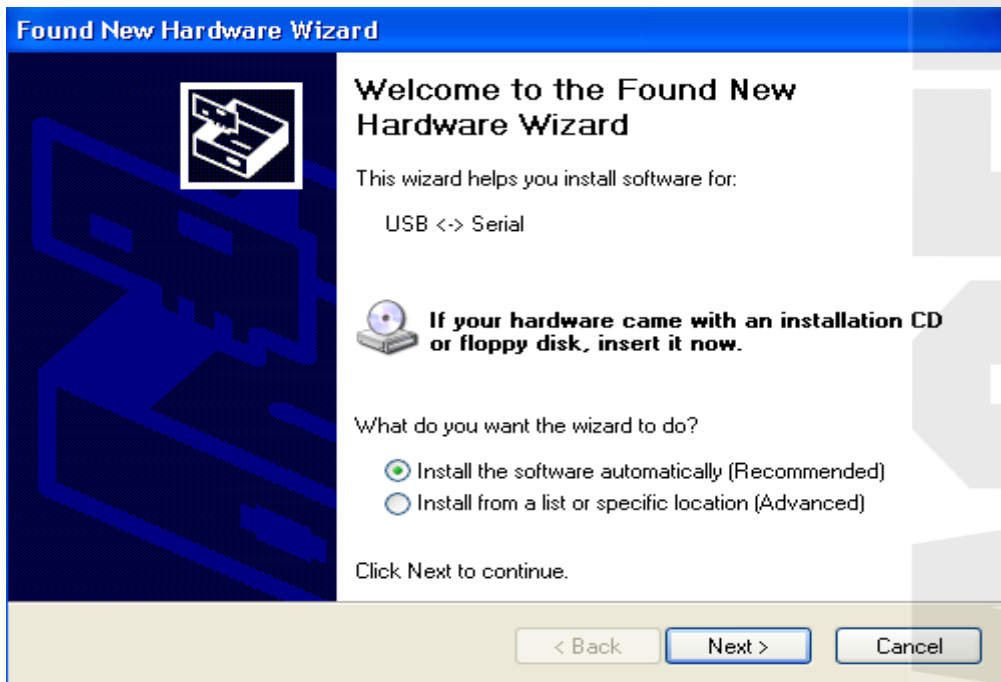 Found New Hardware Wizard
Welcome to the Found New
Hardware Wizard
This wizard helps you install software for:
USB <-> Serial
If your hardware came with an installation CD
or floppy disk, insert it now.
What do you want the wizard to do?
Install the software automatically (Recommended)
Install from a list or specific location (Advanced)
Click Next to continue.
< Back Next > Cancel